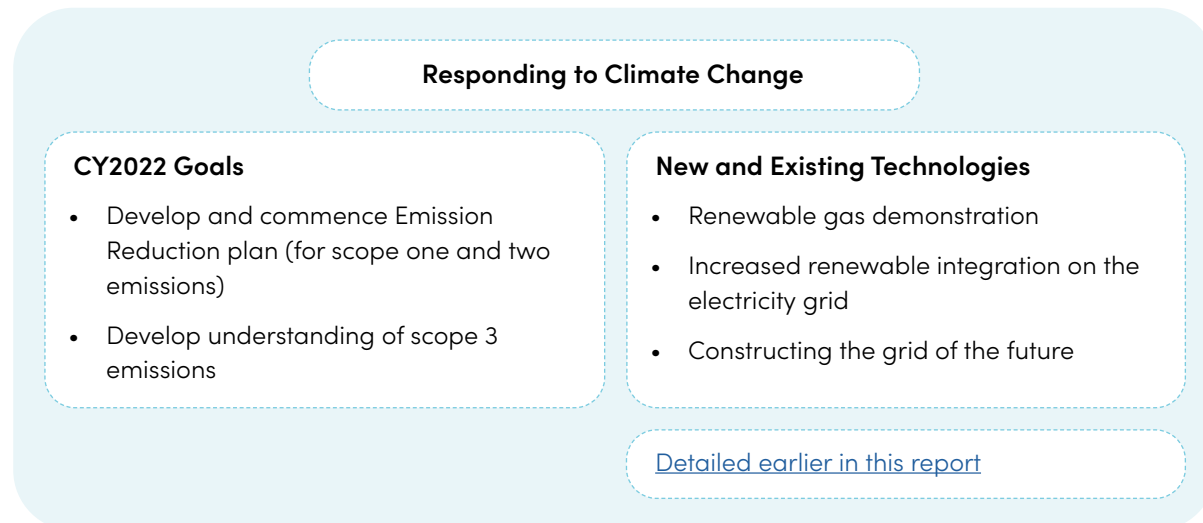 Responding to Climate Change
CY2022 Goals
• Develop and commence Emission
Reduction plan (for scope one and two
emissions)
• Develop understanding of scope 3
emissions
New and Existing Technologies
• Renewable gas demonstration
• Increased renewable integration on the
electricity grid
• Constructing the grid of the future
Detailed earlier in this report